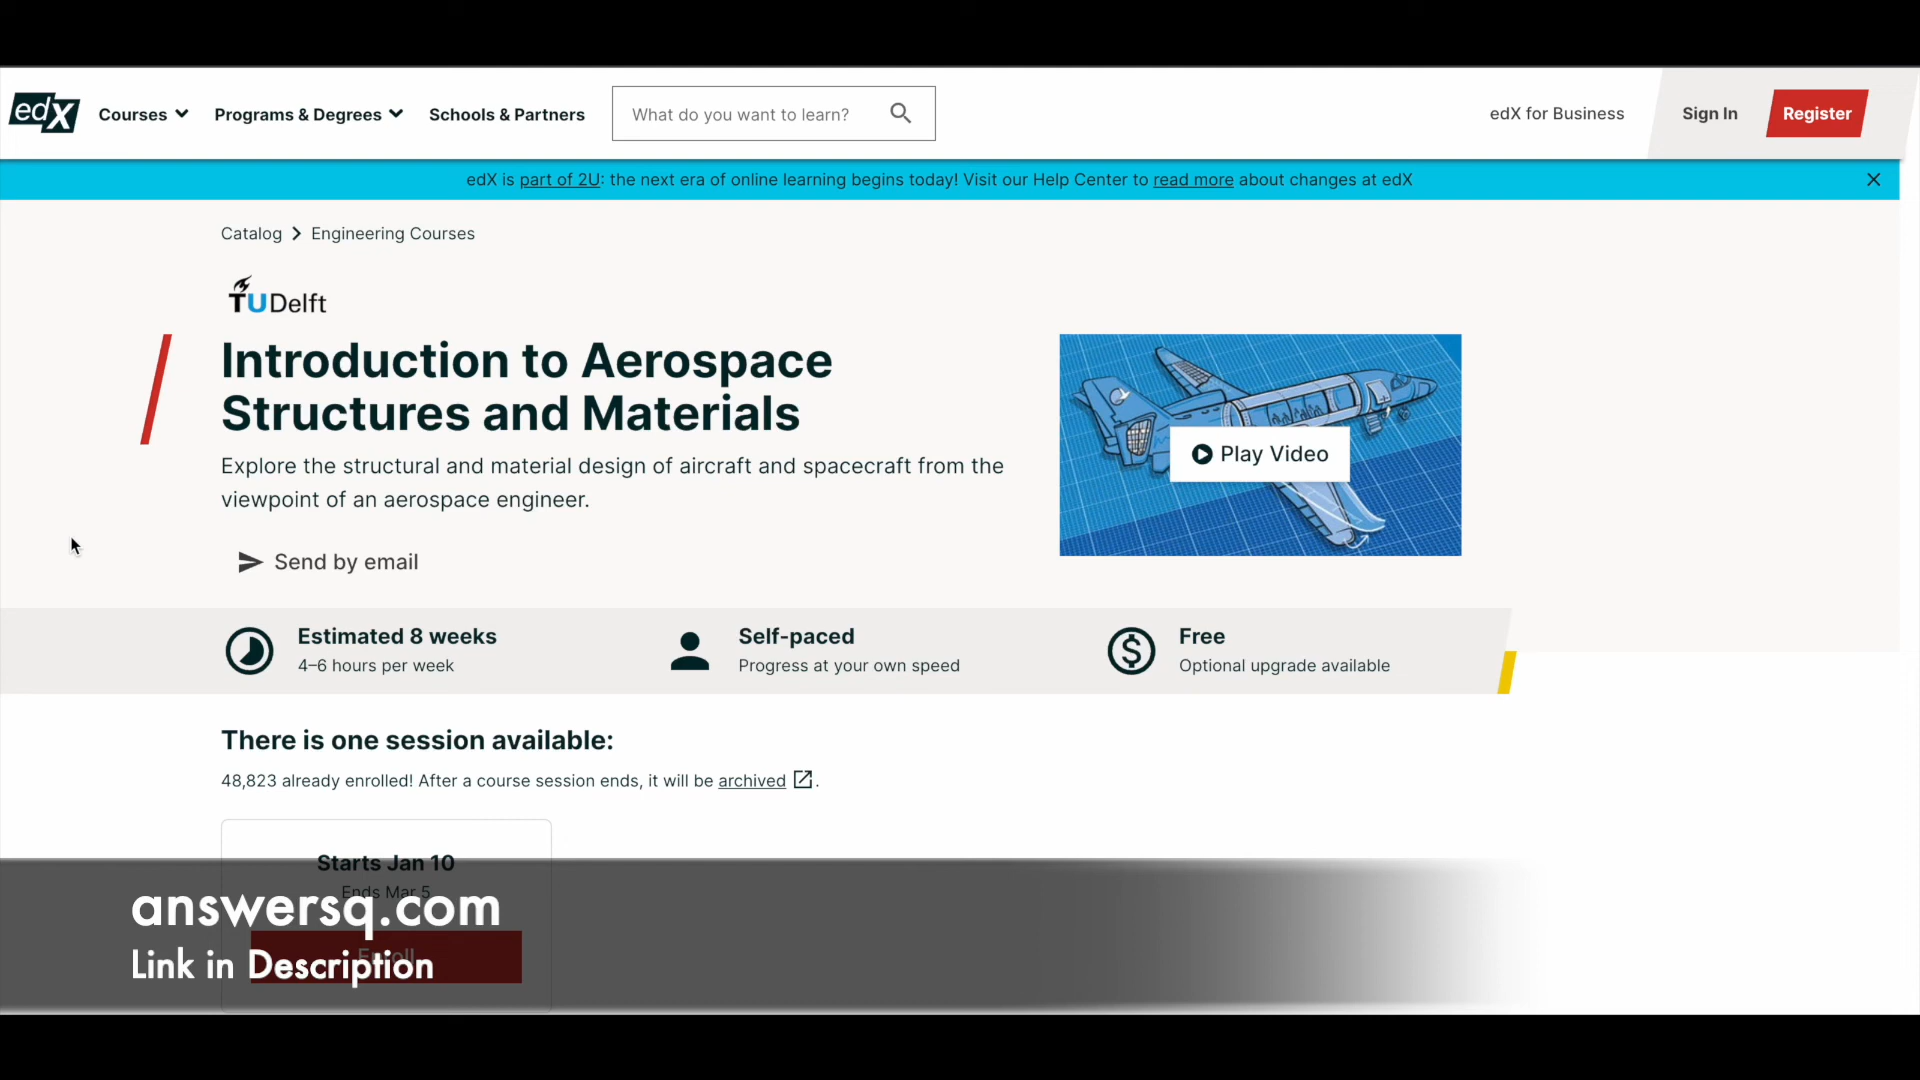 edX
Courses
Programs & Degrees
Schools & Partners
What do you want to learn?
edX for Business
Sign In
Register
edX is part of 2U: the next era of online learning begins today! Visit our Help Center to read more about changes at edX
Catalog
Engineering Courses
TUDelft
Introduction to Aerospace
Structures and Materials
Explore the structural and material design of aircraft and spacecraft from the
viewpoint of an aerospace engineer.
Play Video
Send by email
Estimated 8 weeks
4–6 hours per week
Self-paced
Progress at your own speed
Free
Optional upgrade available
There is one session available:
48,823 already enrolled! After a course session ends, it will be archived.
Starts Jan 10
Ends Mar 5
Enroll
answersq.com
Link in Description